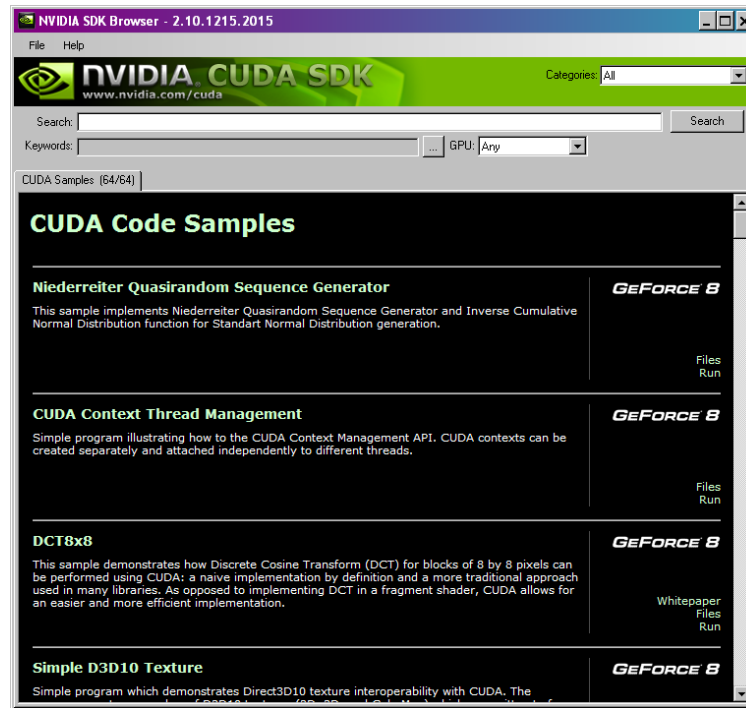 NVIDIA SDK Browser - 2.10.1215.2015
File Help
NVIDIA. CUDA SDK
www.nvidia.com/cuda
Categories: All
Search: Search
Keywords: ... GPU: Any
CUDA Samples (64/64)
CUDA Code Samples
Niederreiter Quasirandom Sequence Generator
GEFORCE 8
This sample implements Niederreiter Quasirandom Sequence Generator and Inverse Cumulative
Normal Distribution function for Standart Normal Distribution generation.
Files
Run
CUDA Context Thread Management
GEFORCE 8
Simple program illustrating how to the CUDA Context Management API. CUDA contexts can be
created separately and attached independently to different threads.
Files
Run
DCT8x8
GEFORCE 8
This sample demonstrates how Discrete Cosine Transform (DCT) for blocks of 8 by 8 pixels can
be performed using CUDA: a naive implementation by definition and a more traditional approach
used in many libraries. As opposed to implementing DCT in a fragment shader, CUDA allows for
an easier and more efficient implementation.
Whitepaper
Files
Run
Simple D3D10 Texture
GEFORCE 8
Simple program which demonstrates Direct3D10 texture interoperability with CUDA. The